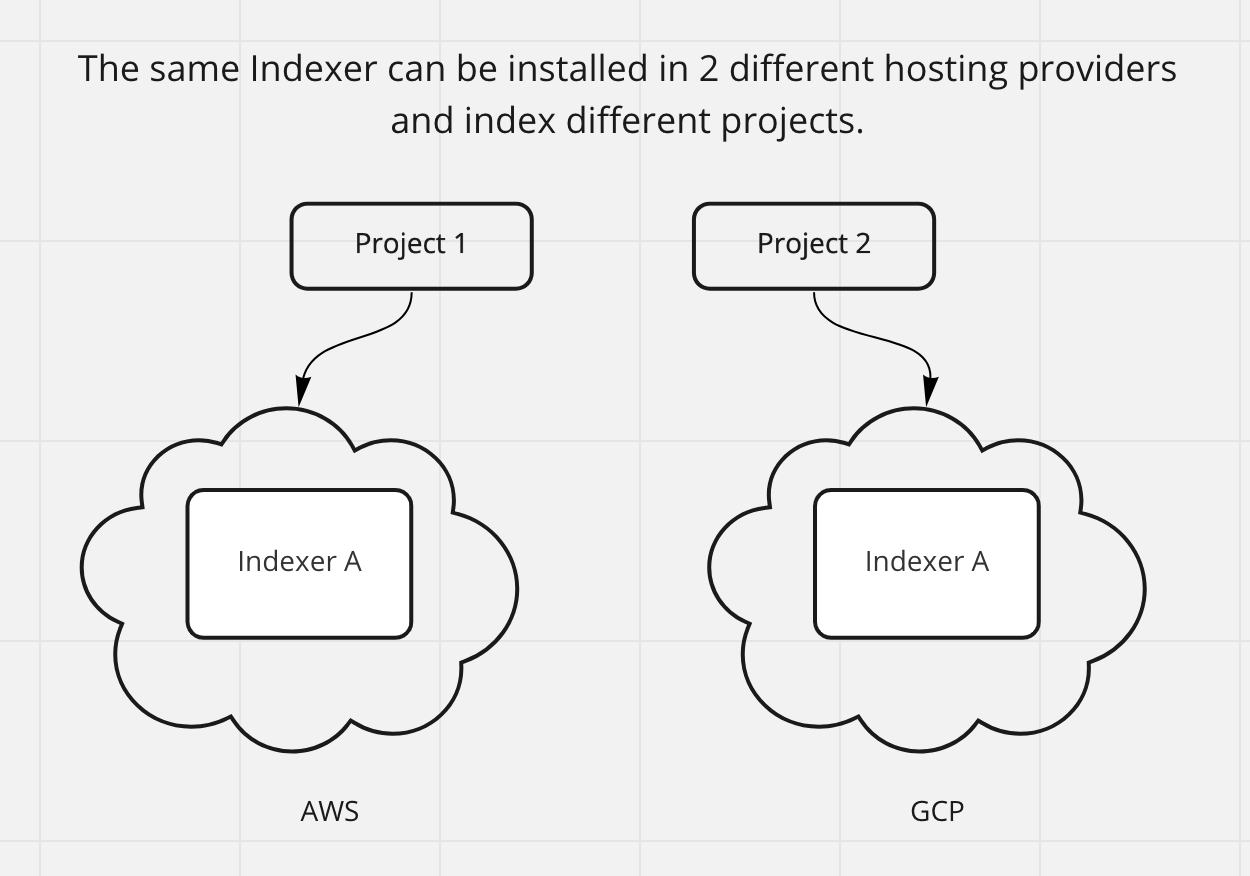 The same Indexer can be installed in 2 different hosting providers
and index different projects.
Project 1
Project 2
Indexer A
Indexer A
AWS
GCP